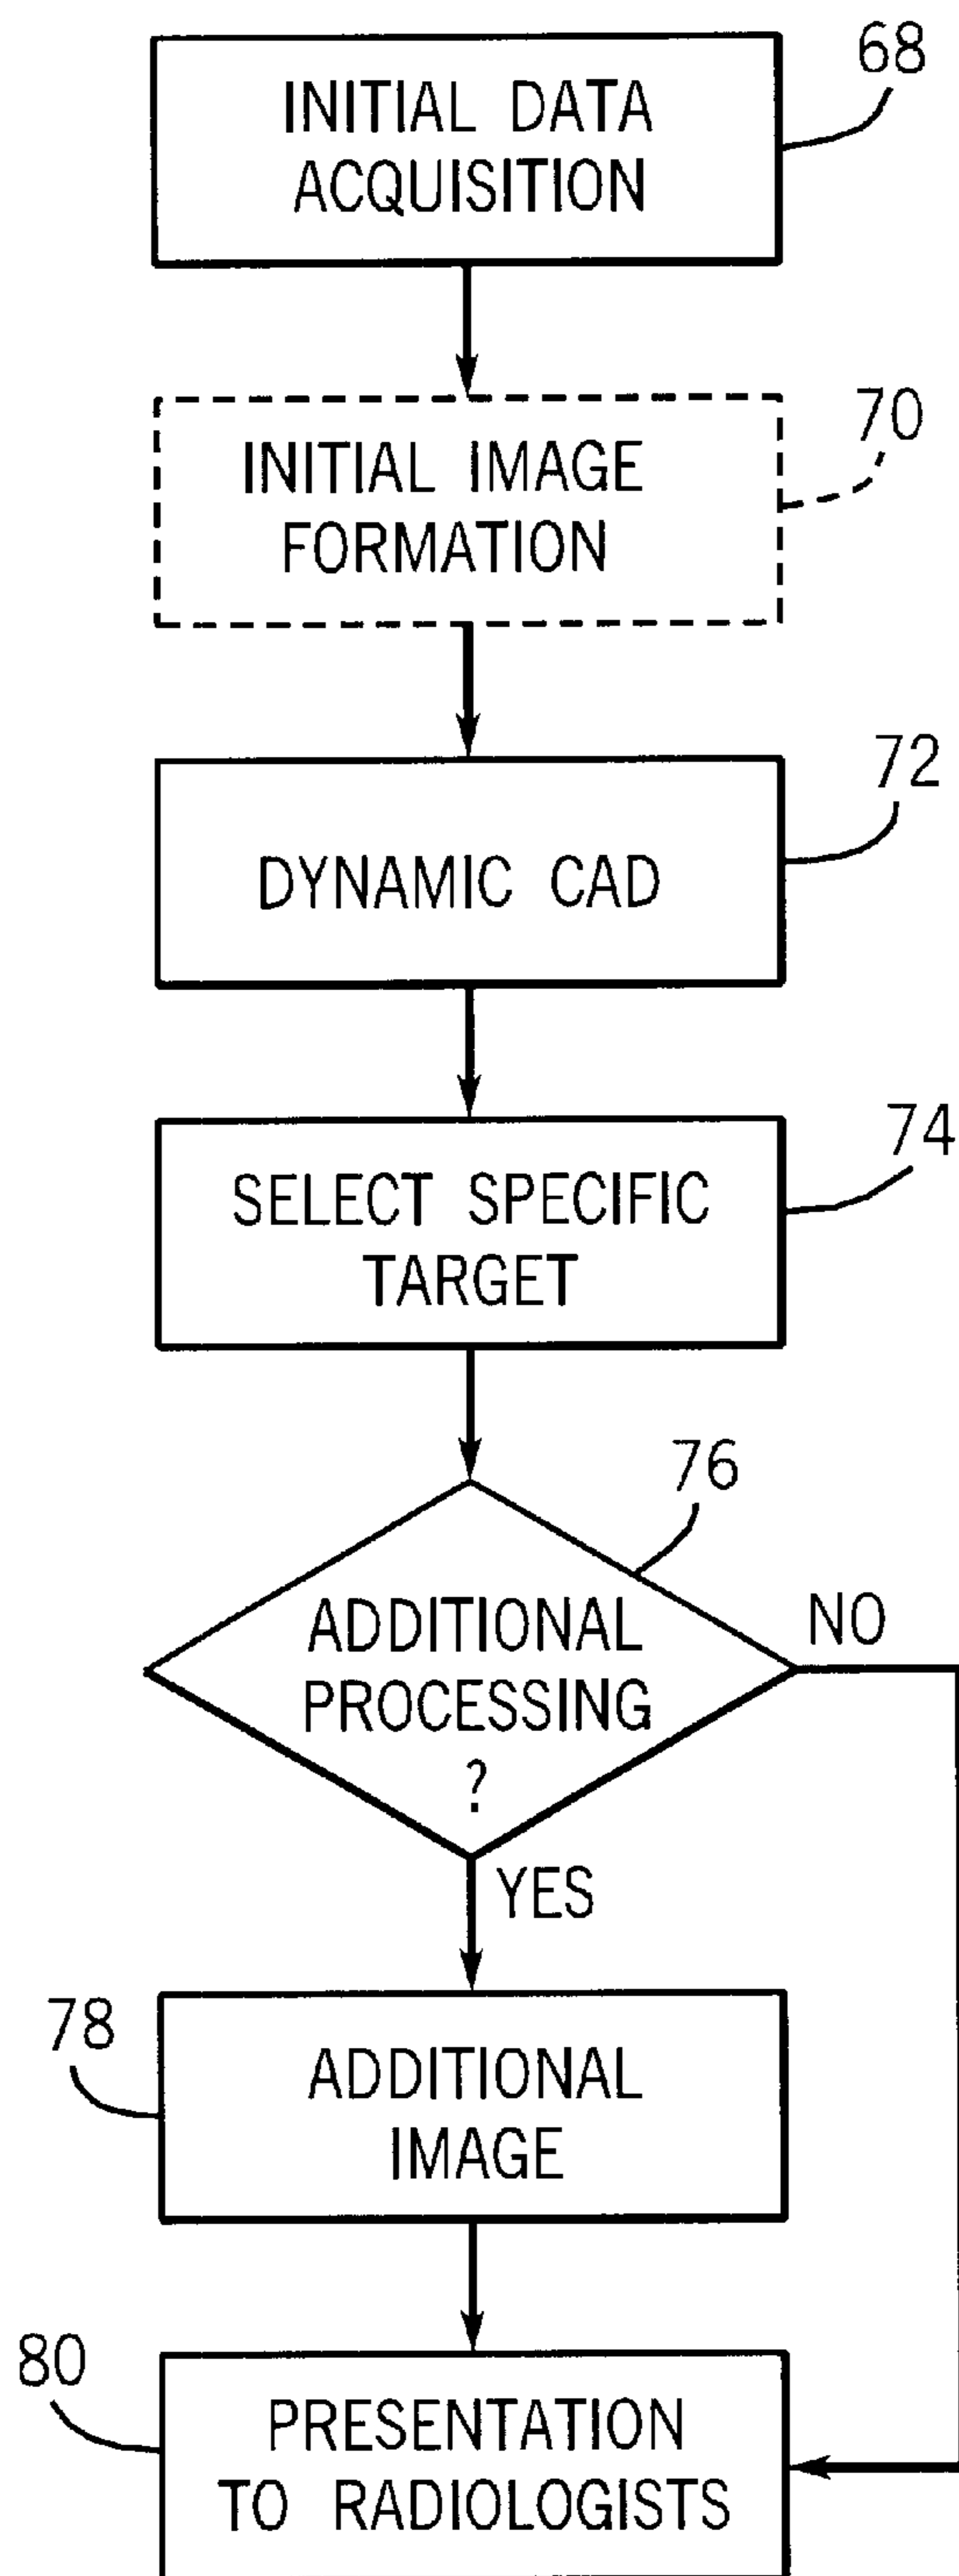 68
INITIAL DATA
ACQUISITION
70
INITIAL IMAGE
FORMATION
72
DYNAMIC CAD
74
SELECT SPECIFIC
TARGET
76
ADDITIONAL
PROCESSING
?
NO
YES
78
ADDITIONAL
IMAGE
80
PRESENTATION
TO RADIOLOGISTS